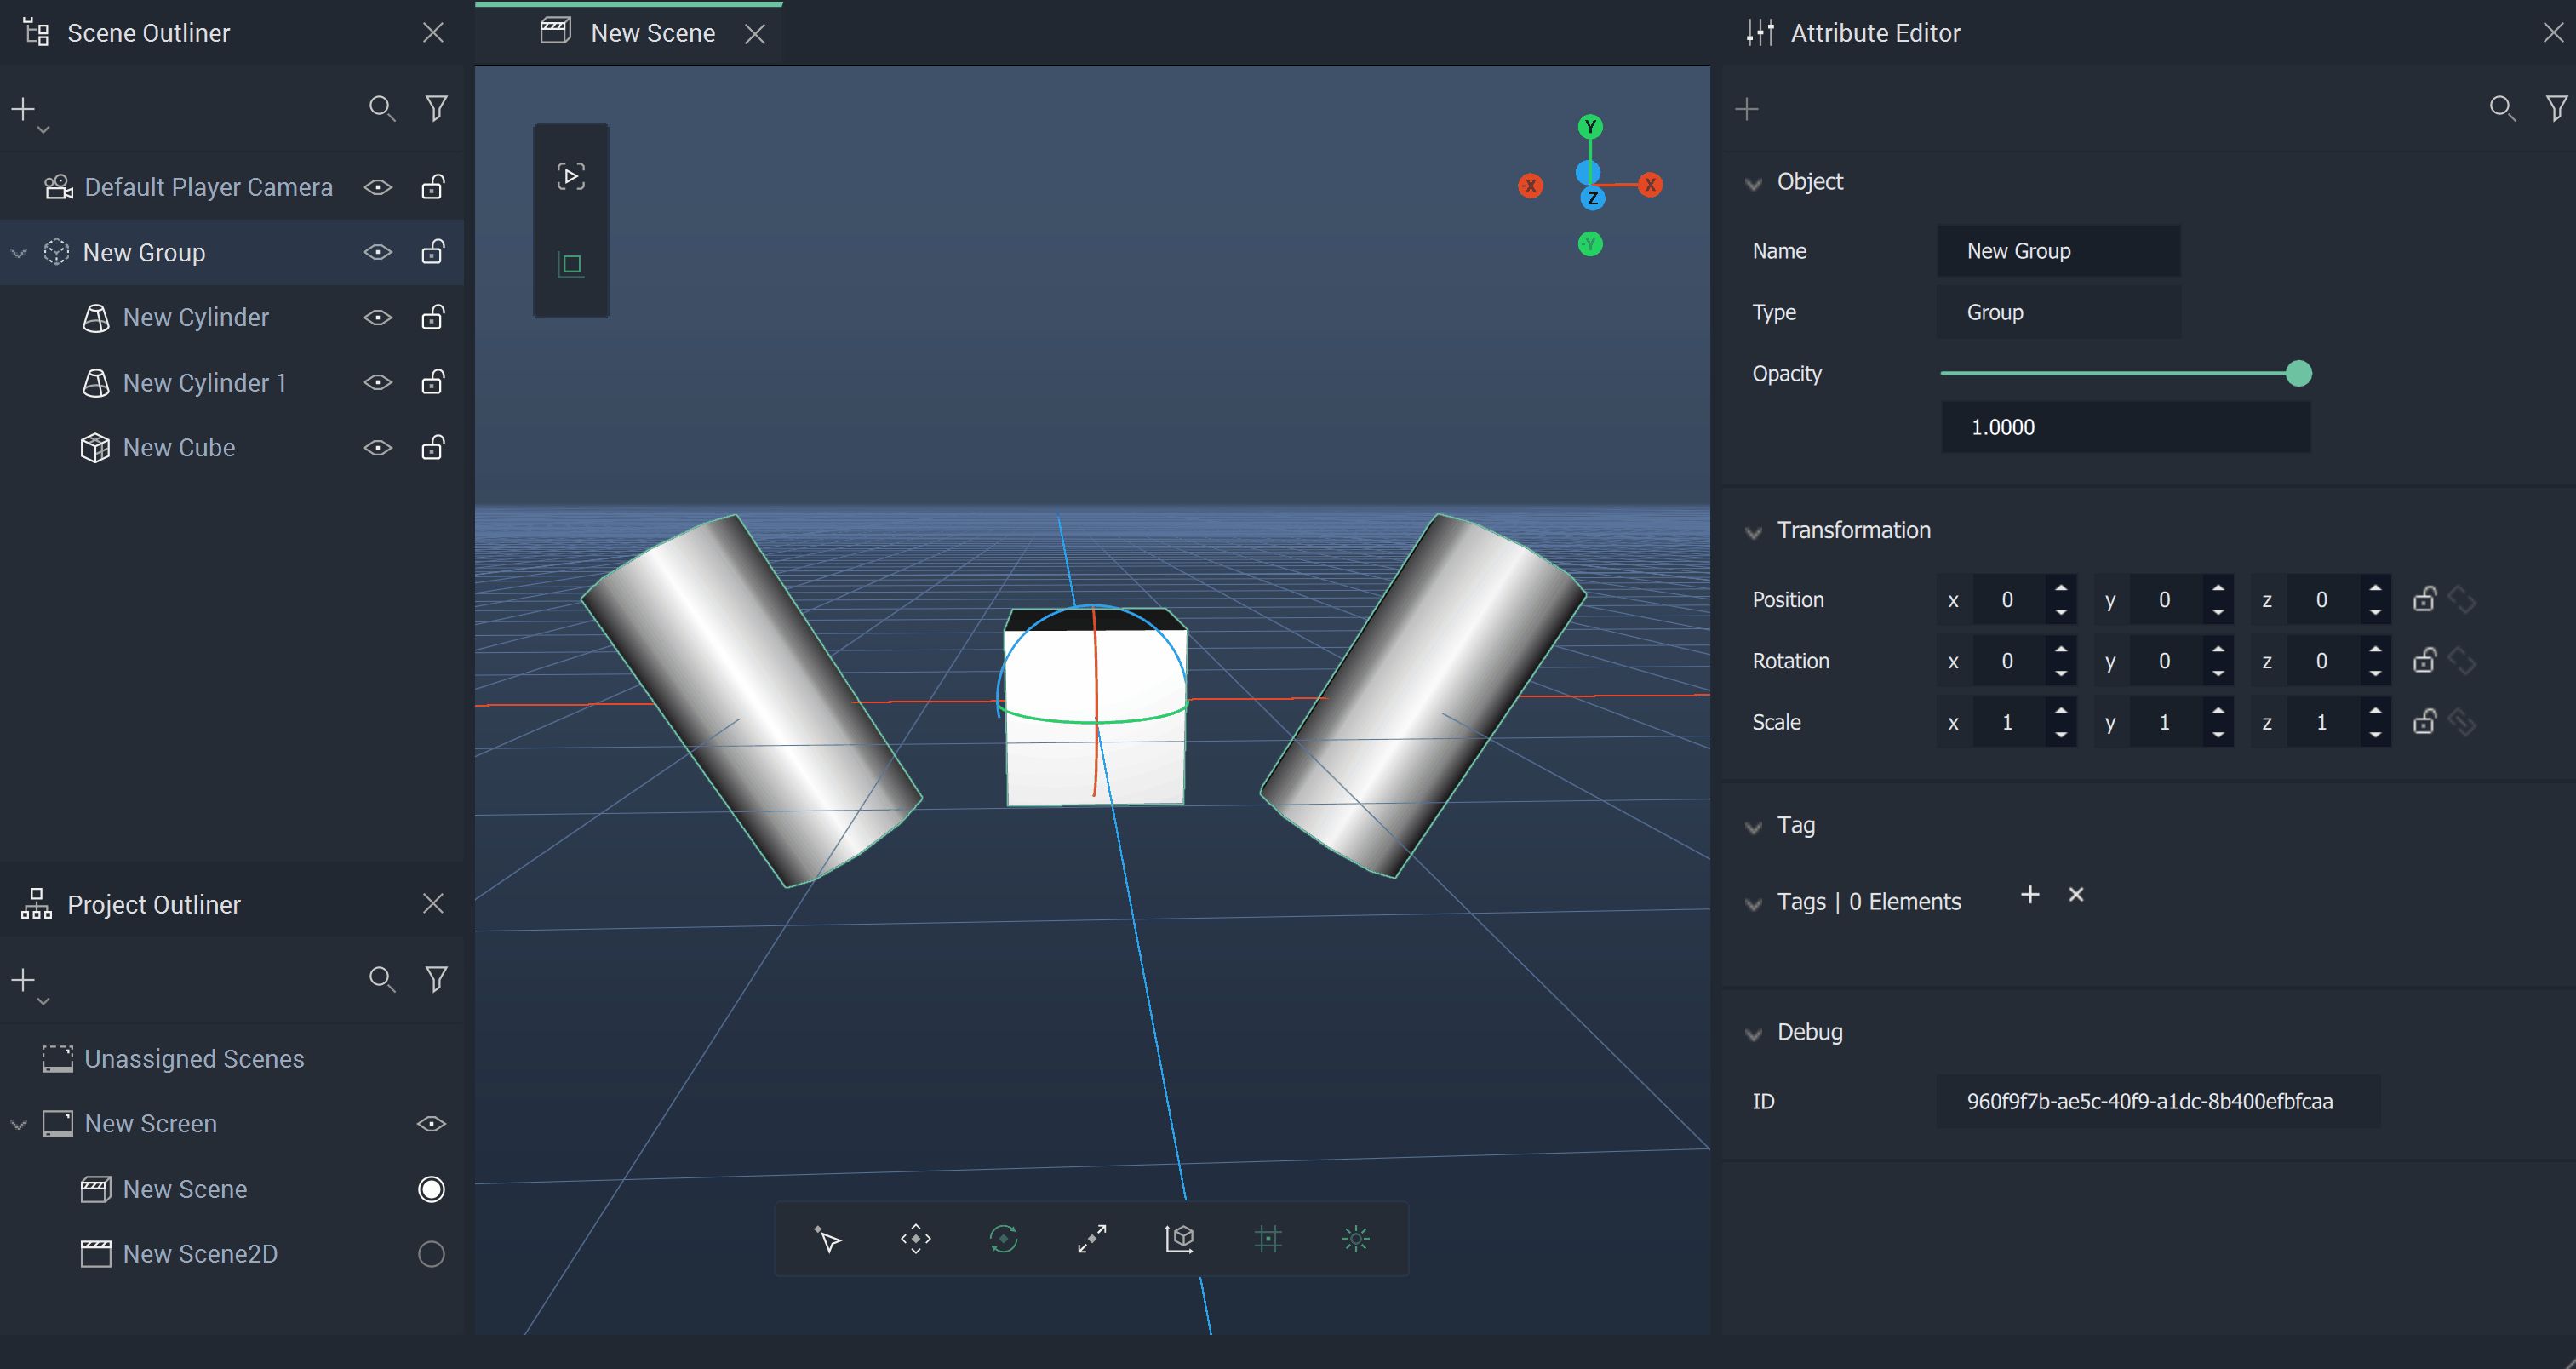 Scene Outliner
Default Player Camera
New Group
New Cylinder
New Cylinder 1
New Cube
Project Outliner
Unassigned Scenes
New Screen
New Scene
New Scene2D
New Scene
Y
-X
X
Z
-Y
Attribute Editor
Object
Name New Group
Type Group
Opacity
1.0000
Transformation
Position x 0 y 0 z 0
Rotation x 0 y 0 z 0
Scale x 1 y 1 z 1
Tag
Tags | 0 Elements
Debug
ID 960f9f7b-ae5c-40f9-a1dc-8b400efbfcaa